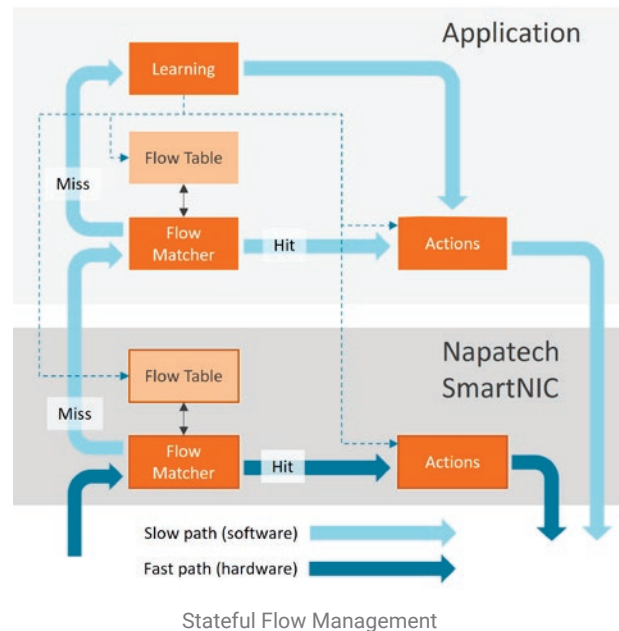 Application
Learning
Flow Table
Miss
Flow
Matcher
Hit
Actions
Napatech
SmartNIC
Flow Table
Miss
Flow
Matcher
Hit
Actions
Slow path (software)
Fast path (hardware)
Stateful Flow Management